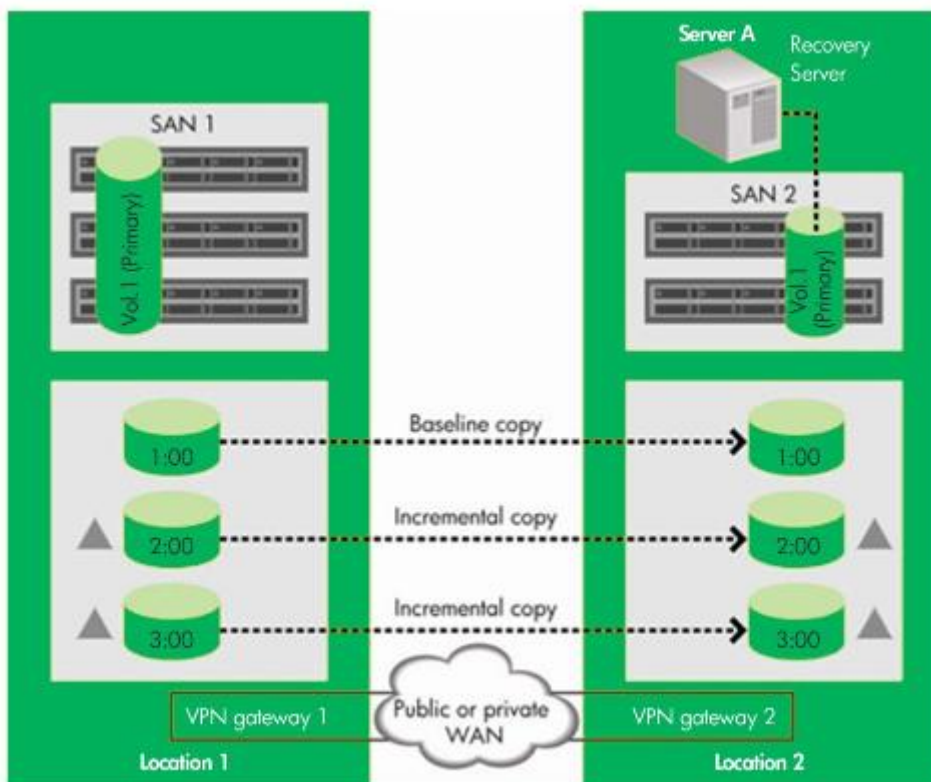 Server A
Recovery
Server
SAN 1
Vol.1 (Primary)
SAN 2
Vol.1
(Primary)
Baseline copy
1:00
1:00
Incremental copy
2:00
2:00
Incremental copy
3:00
3:00
VPN gateway 1
Public or private
WAN
VPN gateway 2
Location 1
Location 2